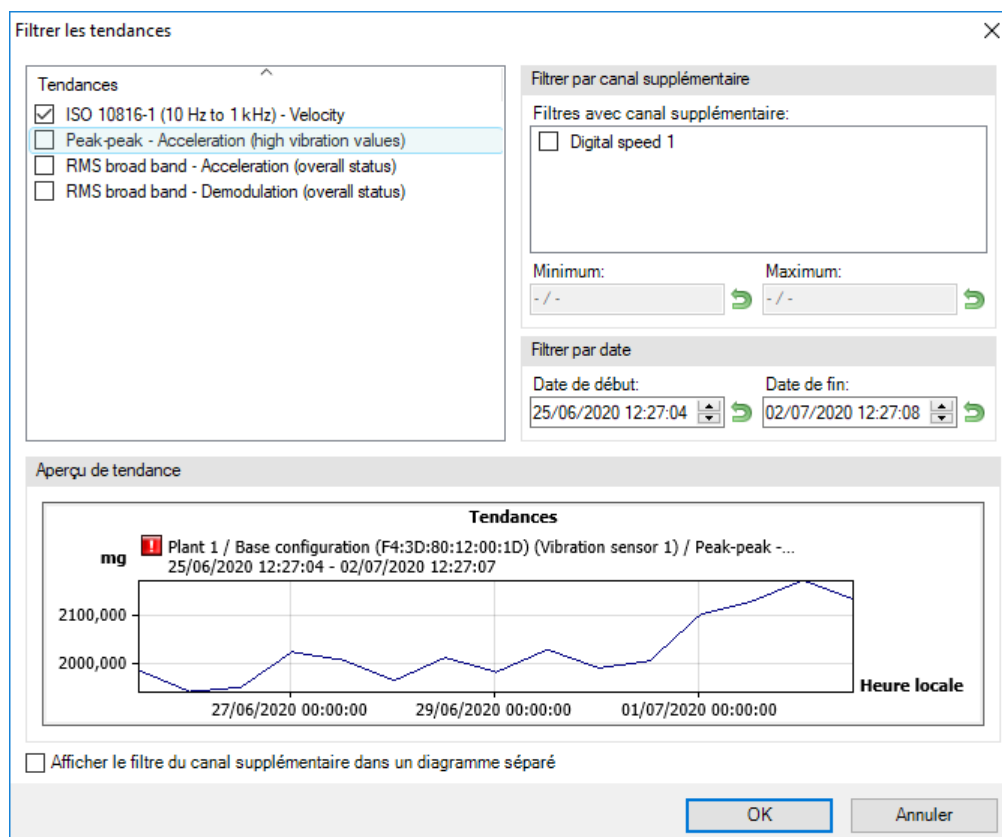 Filtrer les tendances
Tendances
ISO 10816-1 (10 Hz to 1 kHz) - Velocity
Peak-peak - Acceleration (high vibration values)
RMS broad band - Acceleration (overall status)
RMS broad band - Demodulation (overall status)
Filtrer par canal supplémentaire
Filtres avec canal supplémentaire:
Digital speed 1
Minimum: Maximum:
- / - - / -
Filtrer par date
Date de début: Date de fin:
25/06/2020 12:27:04 02/07/2020 12:27:08
Aperçu de tendance
Tendances
mg
Plant 1 / Base configuration (F4:3D:80:12:00:1D) (Vibration sensor 1) / Peak-peak -...
25/06/2020 12:27:04 - 02/07/2020 12:27:07
2100,000
2000,000
Heure locale
27/06/2020 00:00:00 29/06/2020 00:00:00 01/07/2020 00:00:00
Afficher le filtre du canal supplémentaire dans un diagramme séparé
OK Annuler